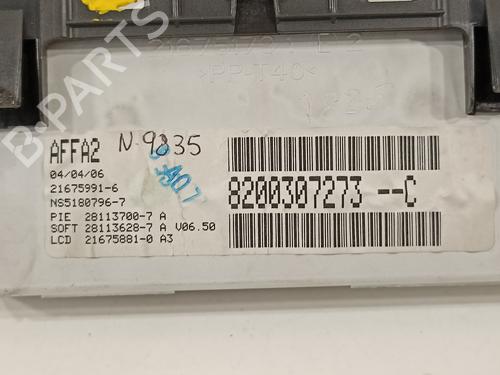 >PP-T40<
AFFA2 N-9835
04/04/06
21675991-6
NS5180796-7
PIE 28113700-7 A
SOFT 28113628-7 A V06.50
LCD 21675881-0 A3
8200307273 --C
B-PARTS